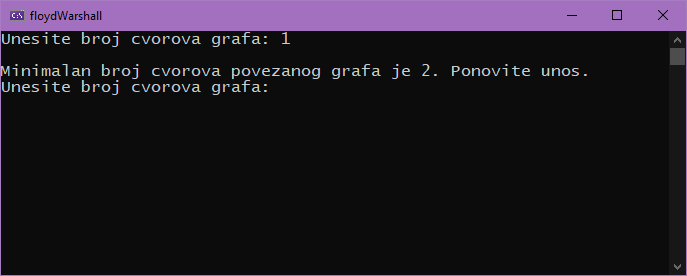 floydWarshall
Unesite broj cvorova grafa: 1
Minimalan broj cvorova povezanog grafa je 2. Ponovite unos.
Unesite broj cvorova grafa: